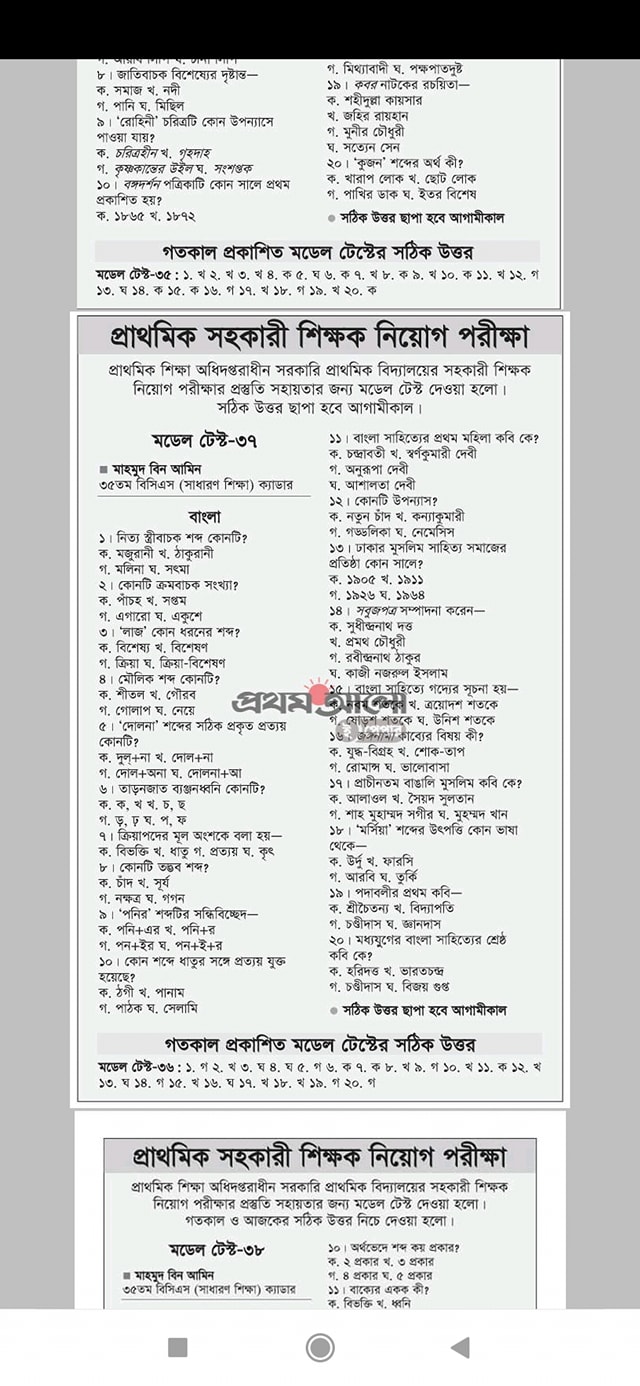 গ. আরবি লিপি ঘ. চীনা লিপি
৮। জাতিবাচক বিশেষ্যের দৃষ্টান্ত—
ক. সমাজ খ. নদী
গ. পানি ঘ. মিছিল
৯। ‘রোহিনী’ চরিত্রটি কোন উপন্যাসে
পাওয়া যায়?
ক. চরিত্রহীন খ. গৃহদাহ
গ. কৃষ্ণকান্তের উইল ঘ. সংশপ্তক
১০। বঙ্গদর্শন পত্রিকাটি কোন সালে প্রথম
প্রকাশিত হয়?
ক. ১৮৬৫ খ. ১৮৭২
গ. মিথ্যাবাদী ঘ. পক্ষপাতদুষ্ট
১৯। কবর নাটকের রচয়িতা—
ক. শহীদুল্লা কায়সার
খ. জহির রায়হান
গ. মুনীর চৌধুরী
ঘ. সত্যেন সেন
২০। ‘কুজন’ শব্দের অর্থ কী?
ক. খারাপ লোক খ. ছোট লোক
গ. পাখির ডাক ঘ. ইতর বিশেষ
সঠিক উত্তর ছাপা হবে আগামীকাল
গতকাল প্রকাশিত মডেল টেস্টের সঠিক উত্তর
মডেল টেস্ট-৩৫ : ১. খ ২. খ ৩. খ ৪. ক ৫. ঘ ৬. ক ৭. খ ৮. ক ৯. খ ১০. ক ১১. খ ১২. গ
১৩. ঘ ১৪. ক ১৫. ক ১৬. গ ১৭. খ ১৮. গ ১৯. খ ২০. ক
প্রাথমিক সহকারী শিক্ষক নিয়োগ পরীক্ষা
প্রাথমিক শিক্ষা অধিদপ্তরাধীন সরকারি প্রাথমিক বিদ্যালয়ের সহকারী শিক্ষক
নিয়োগ পরীক্ষার প্রস্তুতি সহায়তার জন্য মডেল টেস্ট দেওয়া হলো।
সঠিক উত্তর ছাপা হবে আগামীকাল।
মডেল টেস্ট-৩৭
মাহমুদ বিন আমিন
৩৫তম বিসিএস (সাধারণ শিক্ষা) ক্যাডার
বাংলা
১। নিত্য স্ত্রীবাচক শব্দ কোনটি?
ক. মজুরানী খ. ঠাকুরানী
গ. মলিনা ঘ. সৎমা
২। কোনটি ক্রমবাচক সংখ্যা?
ক. পাঁচহ খ. সপ্তম
গ. এগারো ঘ. একুশে
৩। ‘লাজ’ কোন ধরনের শব্দ?
ক. বিশেষ্য খ. বিশেষণ
গ. ক্রিয়া ঘ. ক্রিয়া-বিশেষণ
৪। মৌলিক শব্দ কোনটি?
ক. শীতল খ. গৌরব
গ. গোলাপ ঘ. নেয়ে
৫। ‘দোলনা’ শব্দের সঠিক প্রকৃত প্রত্যয়
কোনটি?
ক. দুল্+না খ. দোল+না
গ. দোল+অনা ঘ. দোলনা+আ
৬। তাড়নজাত ব্যঞ্জনধ্বনি কোনটি?
ক. ক, খ খ. চ, ছ
গ. ড়, ঢ় ঘ. প, ফ
৭। ক্রিয়াপদের মূল অংশকে বলা হয়—
ক. বিভক্তি খ. ধাতু গ. প্রত্যয় ঘ. কৃৎ
৮। কোনটি তদ্ভব শব্দ?
ক. চাঁদ খ. সূর্য
গ. নক্ষত্র ঘ. গগন
৯। ‘পনির’ শব্দটির সন্ধিবিচ্ছেদ—
ক. পনি+এর খ. পনি+র
গ. পন+ইর ঘ. পন+ই+র
১০। কোন শব্দে ধাতুর সঙ্গে প্রত্যয় যুক্ত
হয়েছে?
ক. ঠগী খ. পানাম
গ. পাঠক ঘ. সেলামি
১১। বাংলা সাহিত্যের প্রথম মহিলা কবি কে?
ক. চন্দ্রাবতী খ. স্বর্ণকুমারী দেবী
গ. অনুরূপা দেবী
ঘ. আশালতা দেবী
১২। কোনটি উপন্যাস?
ক. নতুন চাঁদ খ. কন্যাকুমারী
গ. গড্ডলিকা ঘ. নেমেসিস
১৩। ঢাকার মুসলিম সাহিত্য সমাজের
প্রতিষ্ঠা কোন সালে?
ক. ১৯০৫ খ. ১৯১১
গ. ১৯২৬ ঘ. ১৯৬৪
১৪। সবুজপত্র সম্পাদনা করেন—
ক. সুধীন্দ্রনাথ দত্ত
খ. প্রমথ চৌধুরী
গ. রবীন্দ্রনাথ ঠাকুর
ঘ. কাজী নজরুল ইসলাম
প্রথম আলো
১৫। বাংলা সাহিত্যে গদ্যের সূচনা হয়—
ক. নবম শতকে খ. ত্রয়োদশ শতকে
গ. ষোড়শ শতকে ঘ. উনিশ শতকে
১৬। জঙ্গনামা কাব্যের বিষয় কী?
ক. যুদ্ধ-বিগ্রহ খ. শোক-তাপ
গ. রোমান্স ঘ. ভালোবাসা
১৭। প্রাচীনতম বাঙালি মুসলিম কবি কে?
ক. আলাওল খ. সৈয়দ সুলতান
গ. শাহ মুহাম্মদ সগীর ঘ. মুহম্মদ খান
১৮। ‘মর্সিয়া’ শব্দের উৎপত্তি কোন ভাষা
থেকে—
ক. উর্দু খ. ফারসি
গ. আরবি ঘ. তুর্কি
১৯। পদাবলীর প্রথম কবি—
ক. শ্রীচৈতন্য খ. বিদ্যাপতি
গ. চণ্ডীদাস ঘ. জ্ঞানদাস
২০। মধ্যযুগের বাংলা সাহিত্যের শ্রেষ্ঠ
কবি কে?
ক. হরিদত্ত খ. ভারতচন্দ্র
গ. চণ্ডীদাস ঘ. বিজয় গুপ্ত
সঠিক উত্তর ছাপা হবে আগামীকাল
গতকাল প্রকাশিত মডেল টেস্টের সঠিক উত্তর
মডেল টেস্ট-৩৬ : ১. গ ২. খ ৩. ঘ ৪. ঘ ৫. গ ৬. ক ৭. ক ৮. খ ৯. গ ১০. খ ১১. ক ১২. খ
১৩. ঘ ১৪. গ ১৫. খ ১৬. ঘ ১৭. খ ১৮. খ ১৯. গ ২০. গ
প্রাথমিক সহকারী শিক্ষক নিয়োগ পরীক্ষা
প্রাথমিক শিক্ষা অধিদপ্তরাধীন সরকারি প্রাথমিক বিদ্যালয়ের সহকারী শিক্ষক
নিয়োগ পরীক্ষার প্রস্তুতি সহায়তার জন্য মডেল টেস্ট দেওয়া হলো।
গতকাল ও আজকের সঠিক উত্তর নিচে দেওয়া হলো।
মডেল টেস্ট-৩৮
মাহমুদ বিন আমিন
৩৫তম বিসিএস (সাধারণ শিক্ষা) ক্যাডার
১০। অর্থভেদে শব্দ কয় প্রকার?
ক. ২ প্রকার খ. ৩ প্রকার
গ. ৪ প্রকার ঘ. ৫ প্রকার
১১। বাক্যের একক কী?
ক. বিভক্তি খ. ধ্বনি